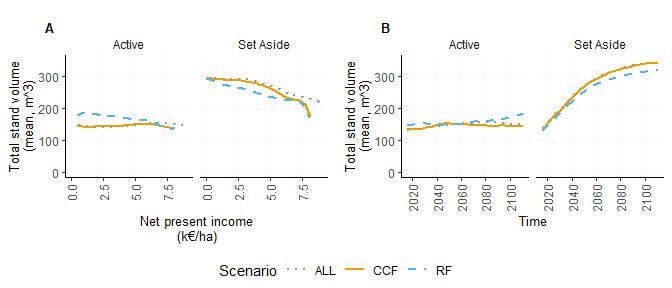 A
B
Active
Set Aside
Active
Set Aside
Total stand volume
(mean, m^3)
300
200
100
0
0.0
2.5
5.0
7.5
0.0
2.5
5.0
7.5
Net present income
(k€/ha)
Total stand volume
(mean, m^3)
300
200
100
0
2020
2040
2060
2080
2100
2020
2040
2060
2080
2100
Time
Scenario ALL CCF RF